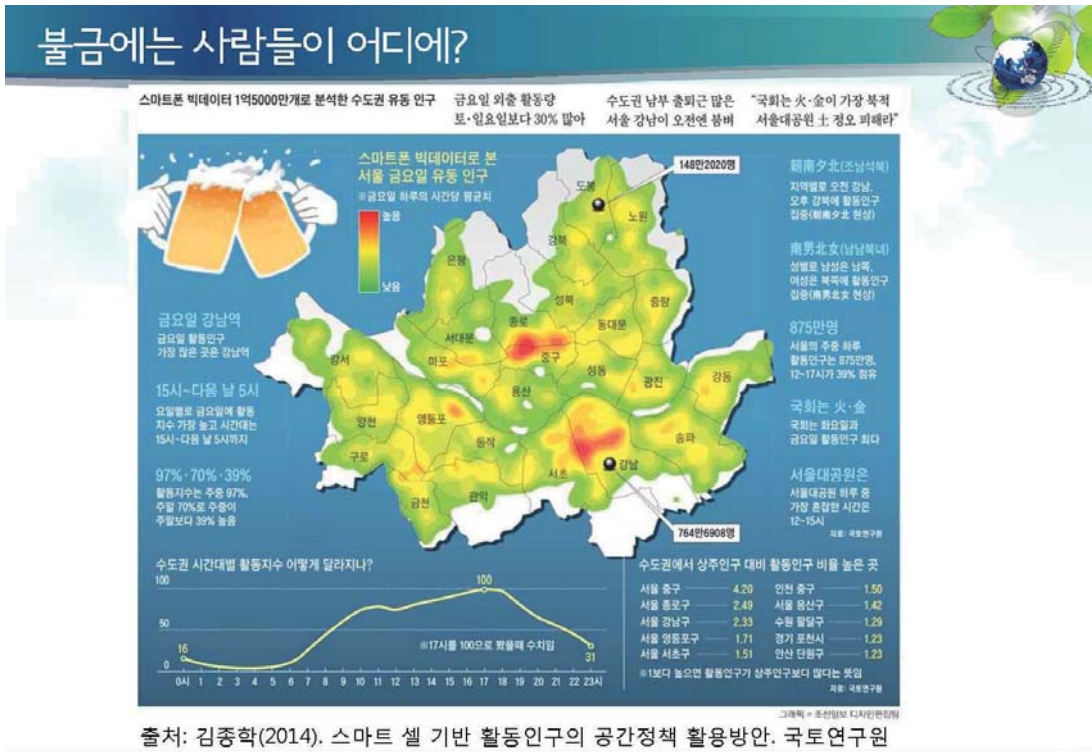 불금에는 사람들이 어디에?
스마트폰 빅데이터 1억5000만개로 분석한 수도권 유동 인구
금요일 외출 활동량
토·일요일보다 30% 많아
수도권 남부 출퇴근 많은
서울 강남이 오전엔 붐벼
“국회는 火·金이 가장 북적
서울대공원 土 정오 피해라”
스마트폰 빅데이터로 본
서울 금요일 유동 인구
※금요일 하루의 시간당 평균치
높음
낮음
148만2020명
도봉
노원
강북
은평
성북
중랑
종로
동대문
서대문
중구
마포
성동
강서
용산
광진
강동
양천
영등포
동작
송파
구로
서초
강남
금천
관악
764만6908명
금요일 강남역
금요일 활동인구
가장 많은 곳은 강남역
15시~다음 날 5시
요일별로 금요일에 활동
지수 가장 높고 시간대는
15시~다음 날 5시까지
97%·70%·39%
활동지수는 주중 97%,
주말 70%로 주중이
주말보다 39% 높음
朝南夕北(조남석북)
지역별로 오전 강남,
오후 강북에 활동인구
집중(朝南夕北 현상)
南男北女(남남북녀)
성별로 남성은 남쪽,
여성은 북쪽에 활동인구
집중(南男北女 현상)
875만명
서울의 주중 하루
활동인구는 875만명,
12~17시가 39% 점유
국회는 火·金
국회는 화요일과
금요일 활동인구 최다
서울대공원은
서울대공원 하루 중
가장 혼잡한 시간은
12~15시
자료: 국토연구원
수도권 시간대별 활동지수 어떻게 달라지나?
100
50
0
16
100
31
※17시를 100으로 봤을때 수치임
0시 1 2 3 4 5 6 7 8 9 10 11 12 13 14 15 16 17 18 19 20 21 22 23시
수도권에서 상주인구 대비 활동인구 비율 높은 곳
서울 중구 4.20 인천 중구 1.50
서울 종로구 2.49 서울 용산구 1.42
서울 강남구 2.33 수원 팔달구 1.29
서울 영등포구 1.71 경기 포천시 1.23
서울 서초구 1.51 안산 단원구 1.23
※1보다 높으면 활동인구가 상주인구보다 많다는 뜻임
자료: 국토연구원
그래픽 = 조선일보 디자인편집팀
출처: 김종학(2014). 스마트 셀 기반 활동인구의 공간정책 활용방안. 국토연구원